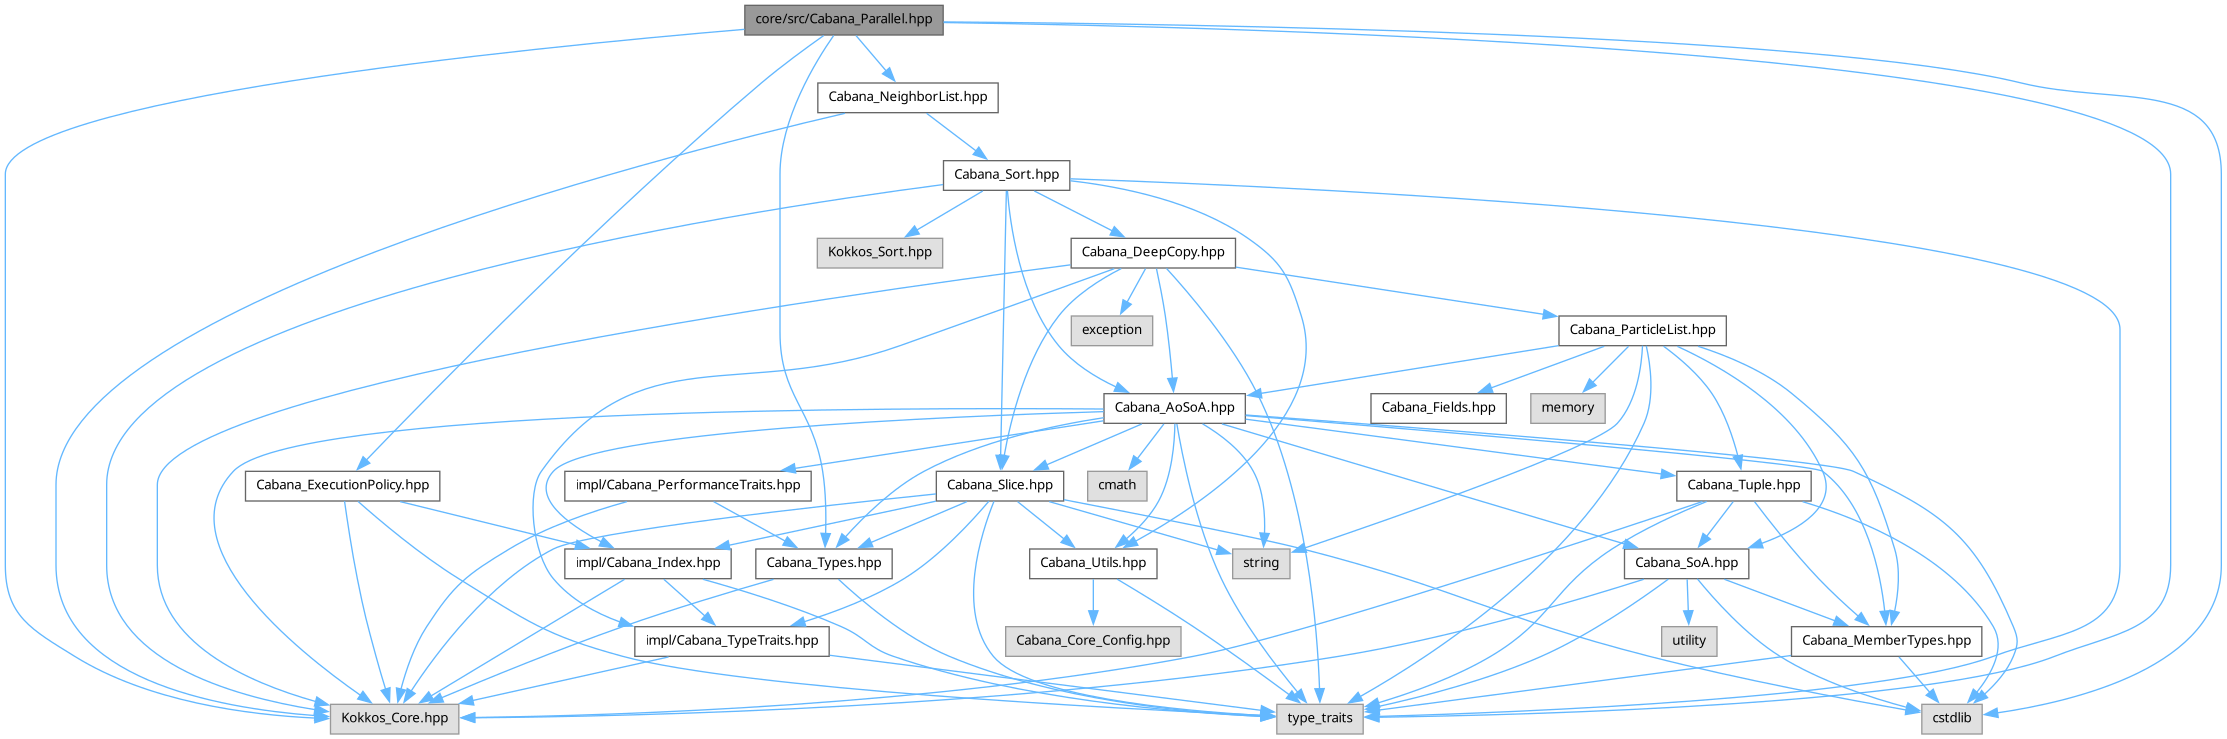 core/src/Cabana_Parallel.hpp
Cabana_NeighborList.hpp
Cabana_Sort.hpp
Kokkos_Sort.hpp
Cabana_DeepCopy.hpp
exception
Cabana_ParticleList.hpp
Cabana_AoSoA.hpp
Cabana_Fields.hpp
memory
Cabana_ExecutionPolicy.hpp
impl/Cabana_PerformanceTraits.hpp
Cabana_Slice.hpp
cmath
Cabana_Tuple.hpp
impl/Cabana_Index.hpp
Cabana_Types.hpp
Cabana_Utils.hpp
string
Cabana_SoA.hpp
impl/Cabana_TypeTraits.hpp
Cabana_Core_Config.hpp
utility
Cabana_MemberTypes.hpp
Kokkos_Core.hpp
type_traits
cstdlib